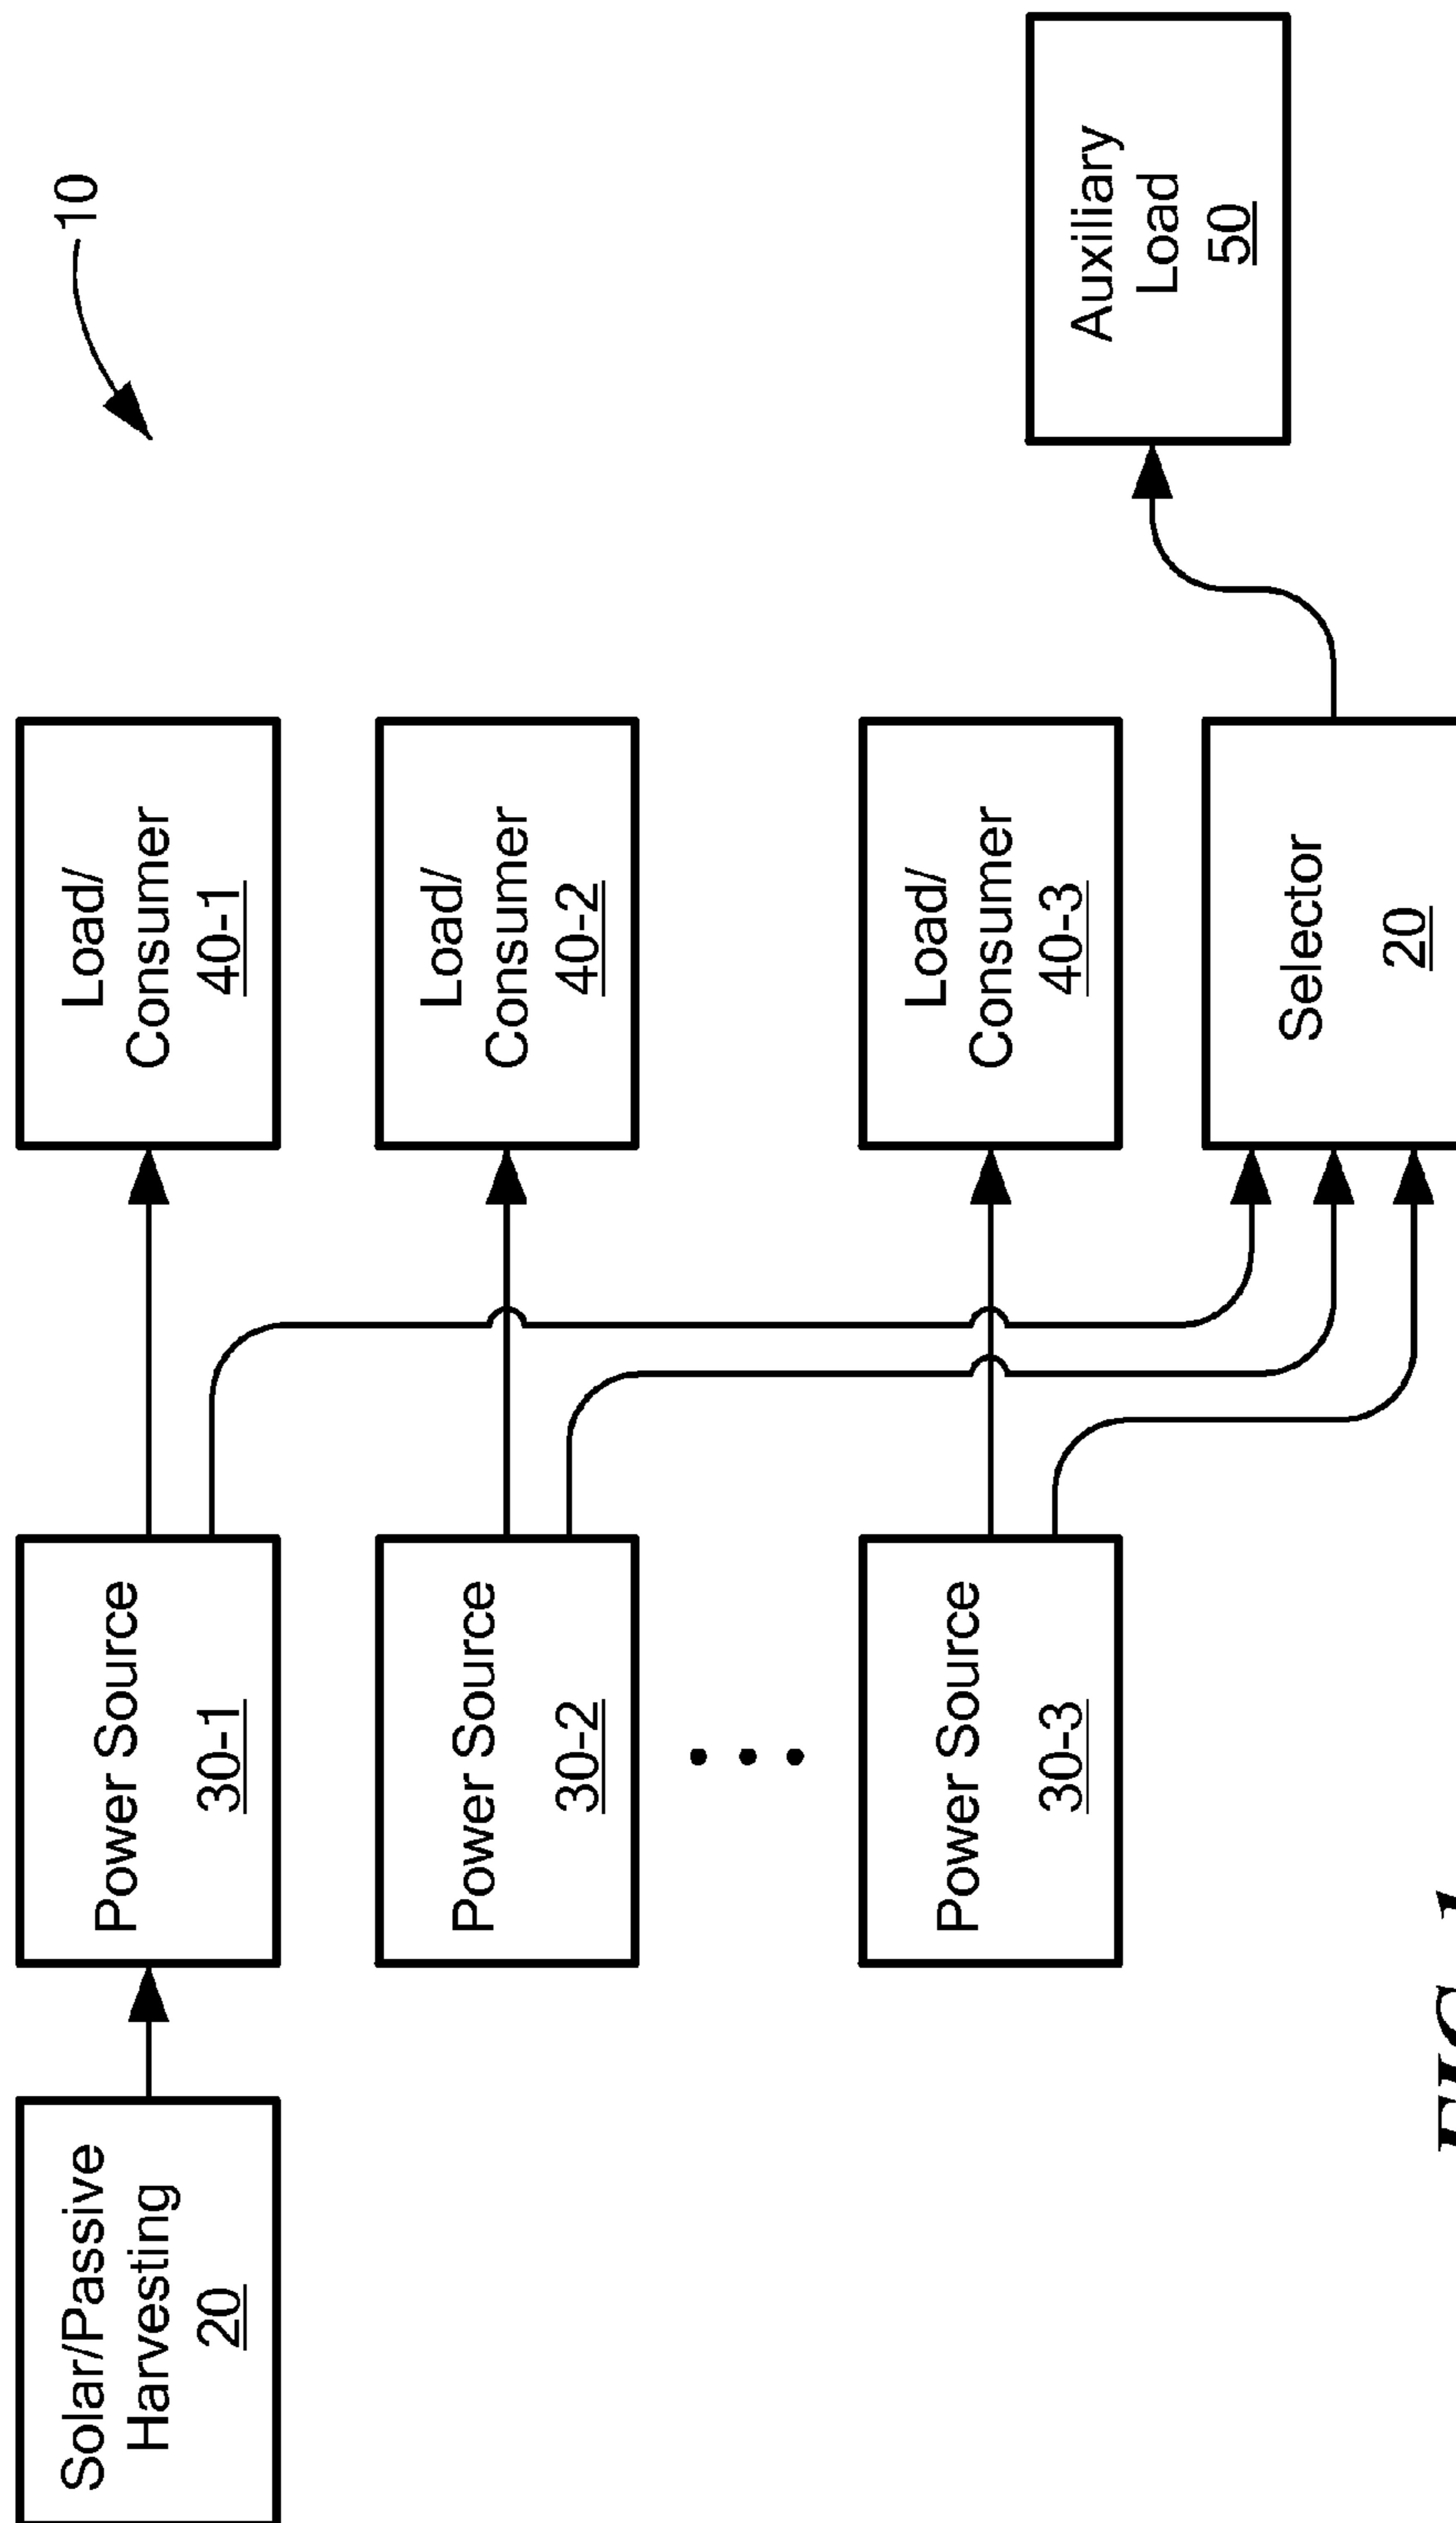 10
Solar/Passive
Harvesting
20
Power Source
30-1
Load/
Consumer
40-1
Power Source
30-2
Load/
Consumer
40-2
Power Source
30-3
Load/
Consumer
40-3
Selector
20
Auxiliary
Load
50